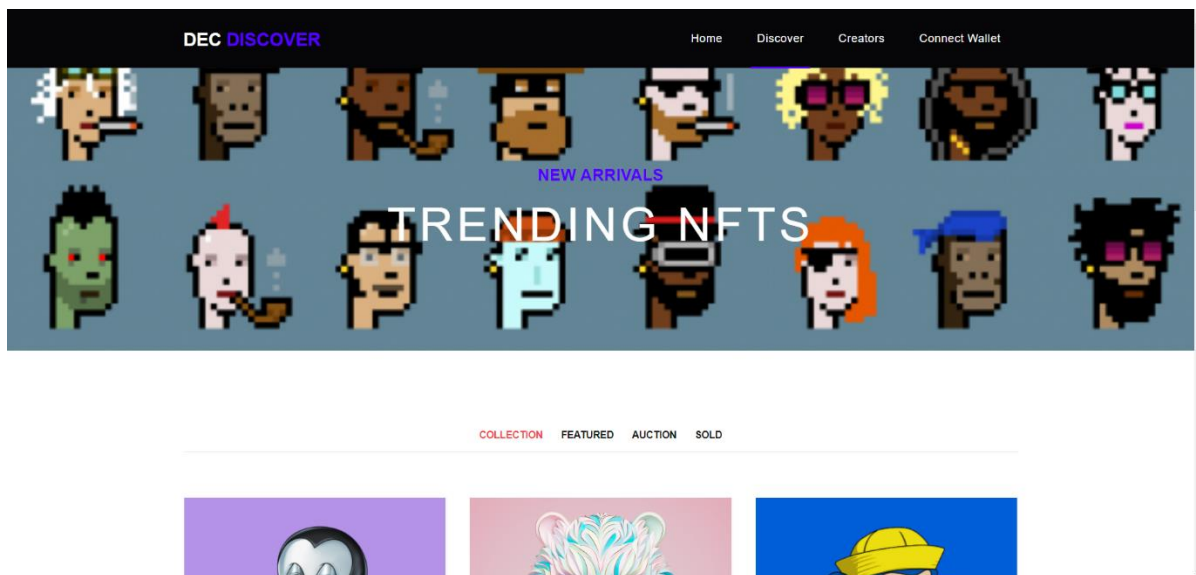 DEC DISCOVER
Home Discover Creators Connect Wallet
NEW ARRIVALS
TRENDING NFTS
COLLECTION FEATURED AUCTION SOLD